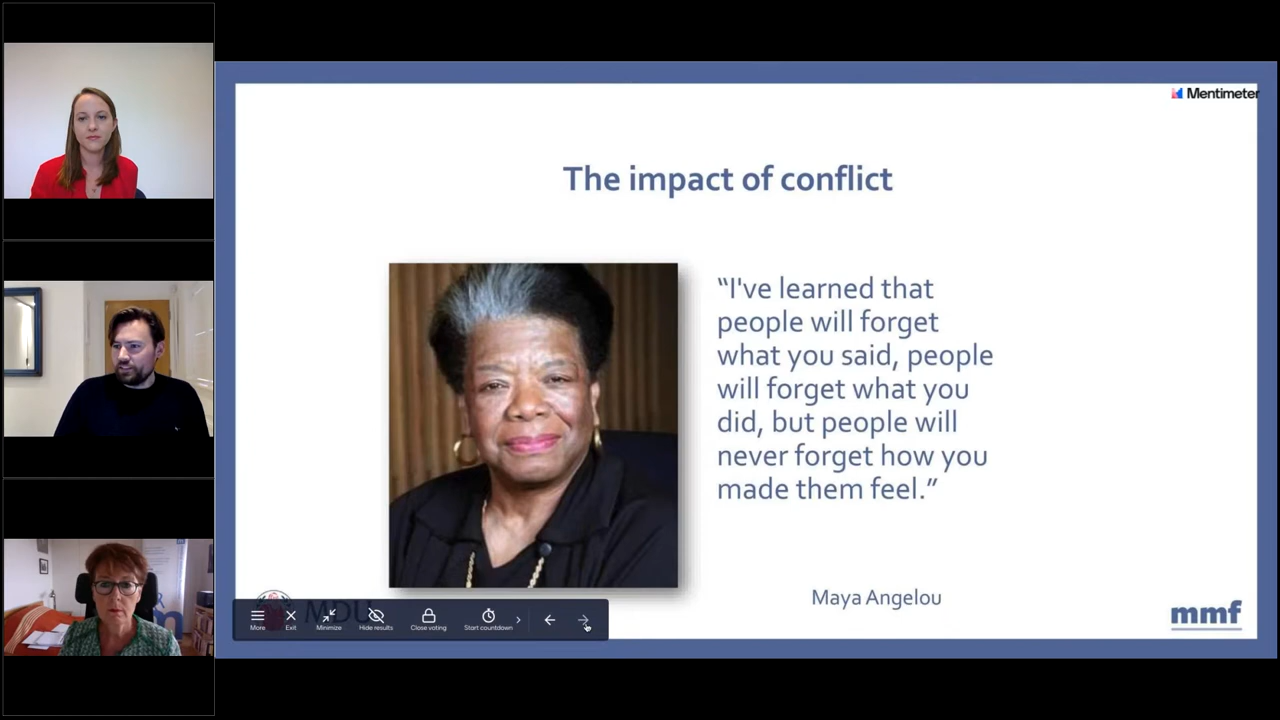 Mentimeter
The impact of conflict
“I've learned that
people will forget
what you said, people
will forget what you
did, but people will
never forget how you
made them feel.”
Maya Angelou
MDU
mmf
More
Exit
Minimize
Hide results
Close voting
Start countdown